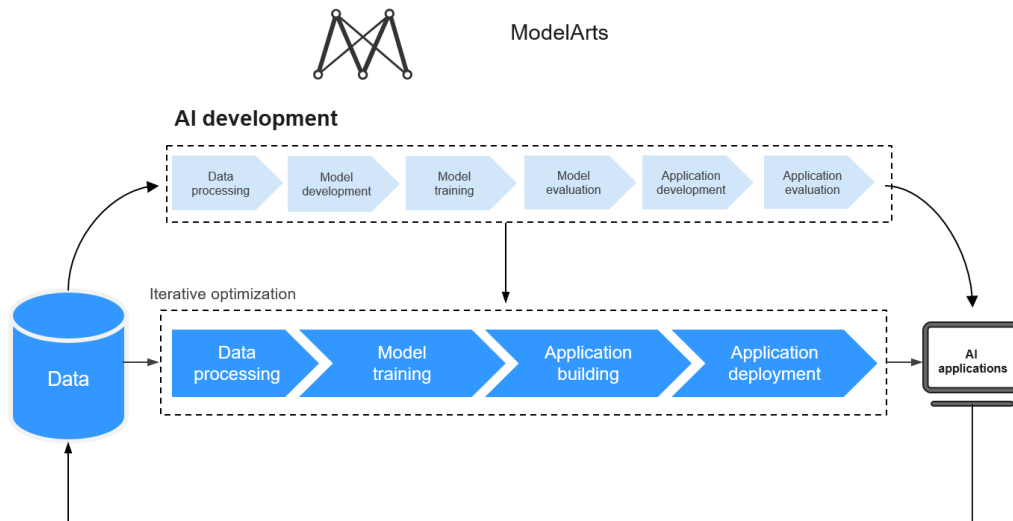 ModelArts
AI development
Data
processing
Model
development
Model
training
Model
evaluation
Application
development
Application
evaluation
Iterative optimization
Data
Data
processing
Model
training
Application
building
Application
deployment
AI
applications